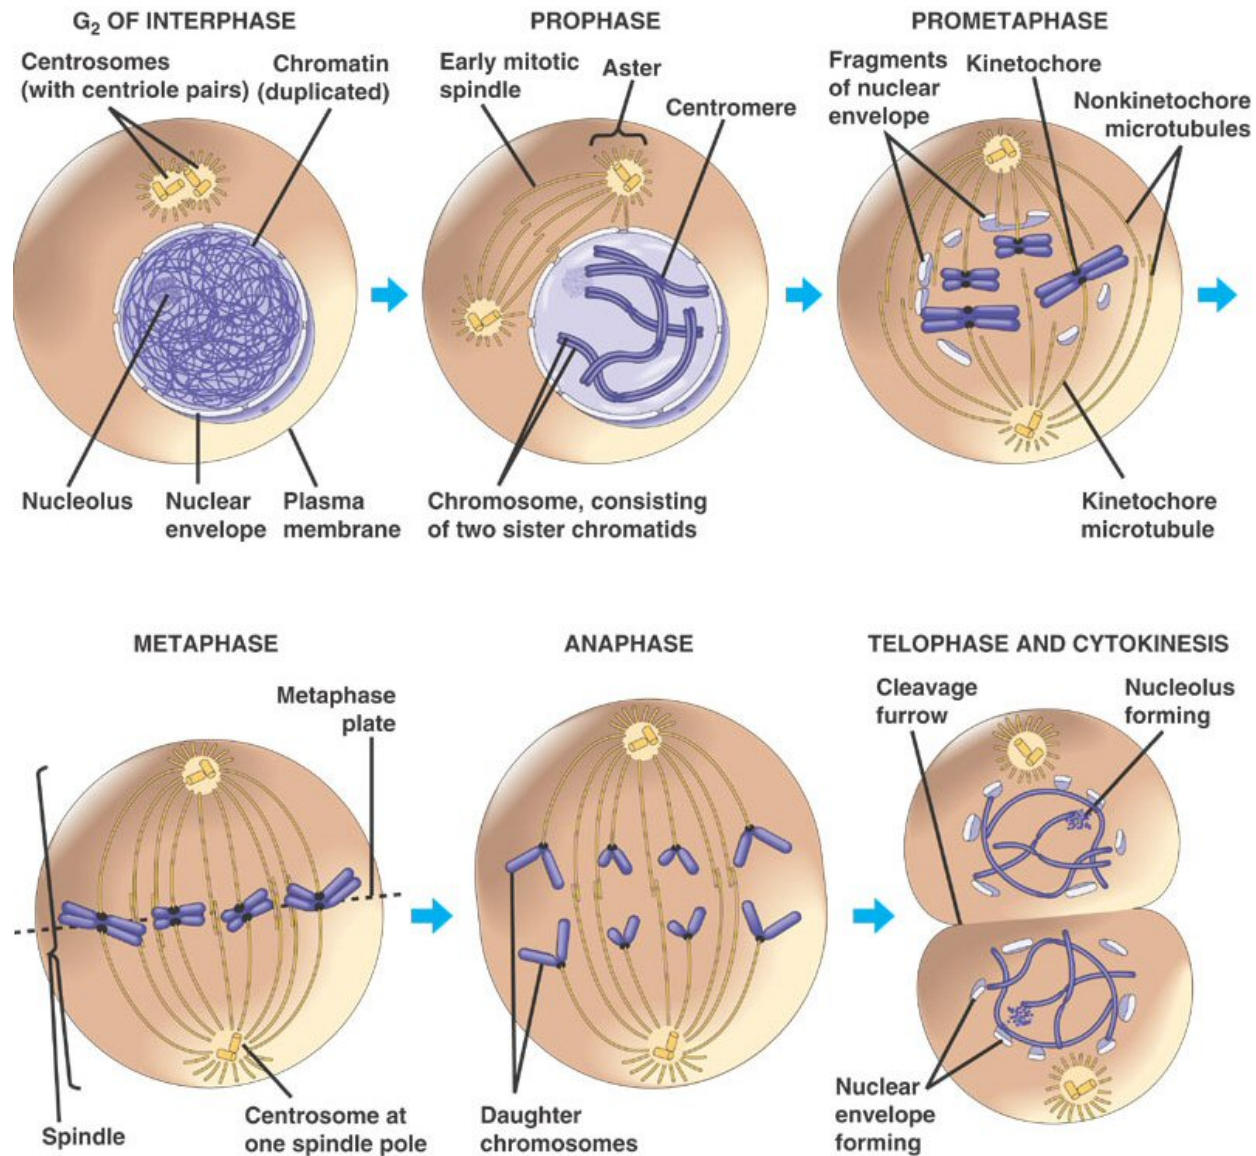 G₂ OF INTERPHASE
Centrosomes
(with centriole pairs)
Chromatin
(duplicated)
Nucleolus
Nuclear
envelope
Plasma
membrane
PROPHASE
Early mitotic
spindle
Aster
Centromere
Chromosome, consisting
of two sister chromatids
PROMETAPHASE
Fragments
of nuclear
envelope
Kinetochore
Nonkinetochore
microtubules
Kinetochore
microtubule
METAPHASE
Metaphase
plate
Spindle
Centrosome at
one spindle pole
ANAPHASE
Daughter
chromosomes
TELOPHASE AND CYTOKINESIS
Cleavage
furrow
Nucleolus
forming
Nuclear
envelope
forming